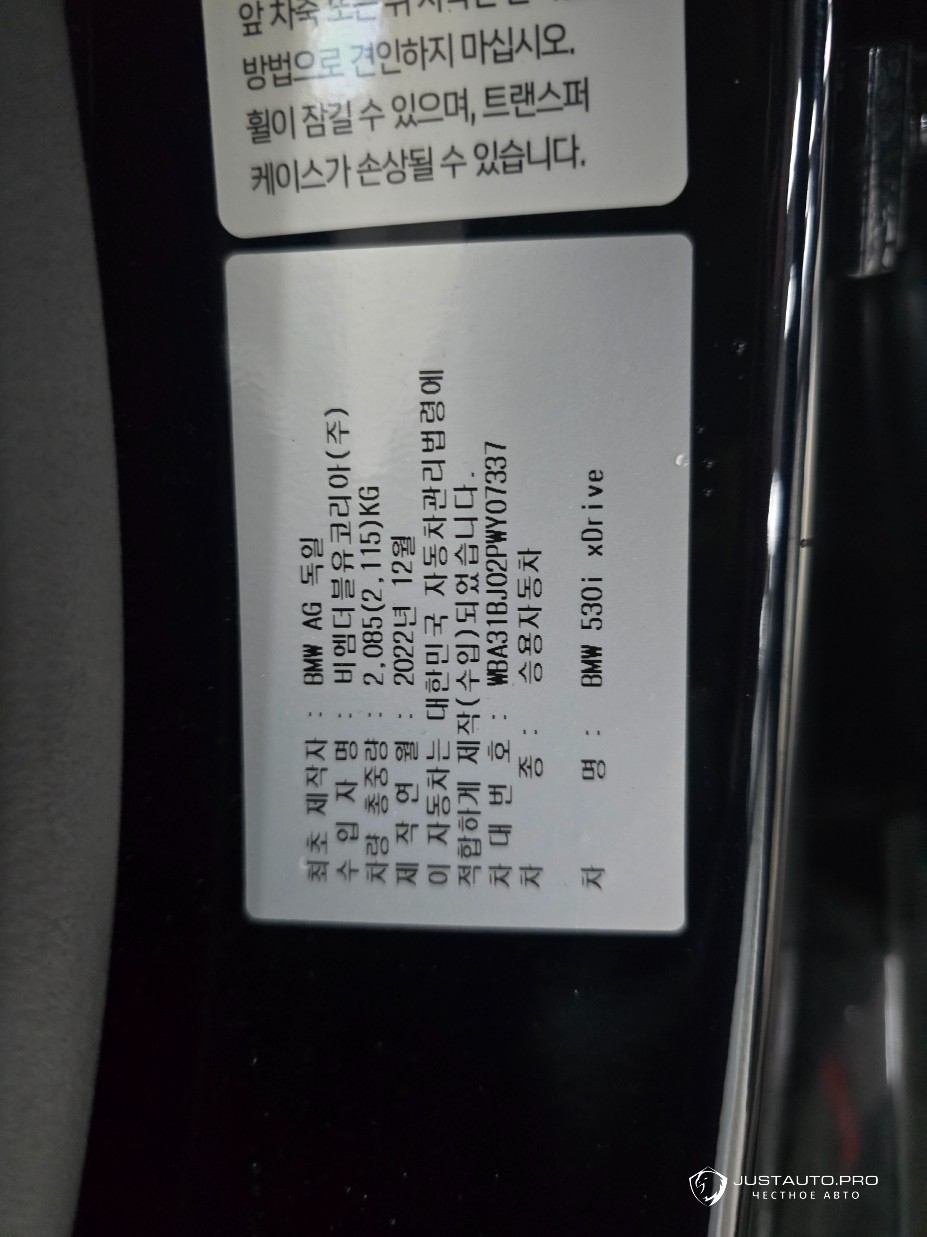 앞 차축 또는 뒤
방법으로 견인하지 마십시오.
휠이 잠길 수 있으며, 트랜스퍼
케이스가 손상될 수 있습니다.
최초 제작자 : BMW AG 독일
수 입 자 명 : 비엠더블유코리아(주)
차량 총중량 : 2,085(2,115)KG
제 작 연 월 : 2022년 12월
이 자동차는 대한민국 자동차관리법령에
적합하게 제작(수입)되었습니다.
차 대 번 호 : WBA31BJ02PWY07337
차 종 : 승용자동차
차 명 : BMW 530i xDrive
JUSTAUTO.PRO
ЧЕСТНОЕ АВТО